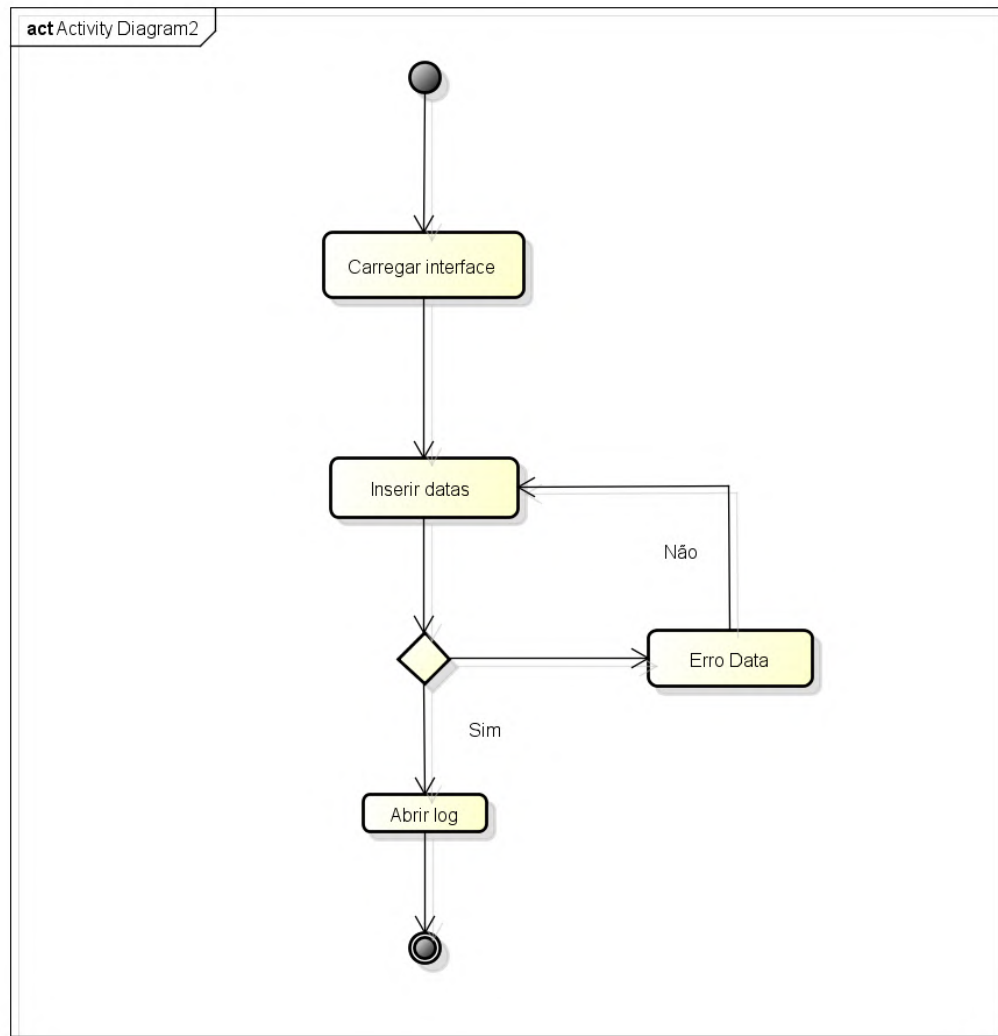 act Activity Diagram2
Carregar interface
Inserir datas
Não
Erro Data
Sim
Abrir log